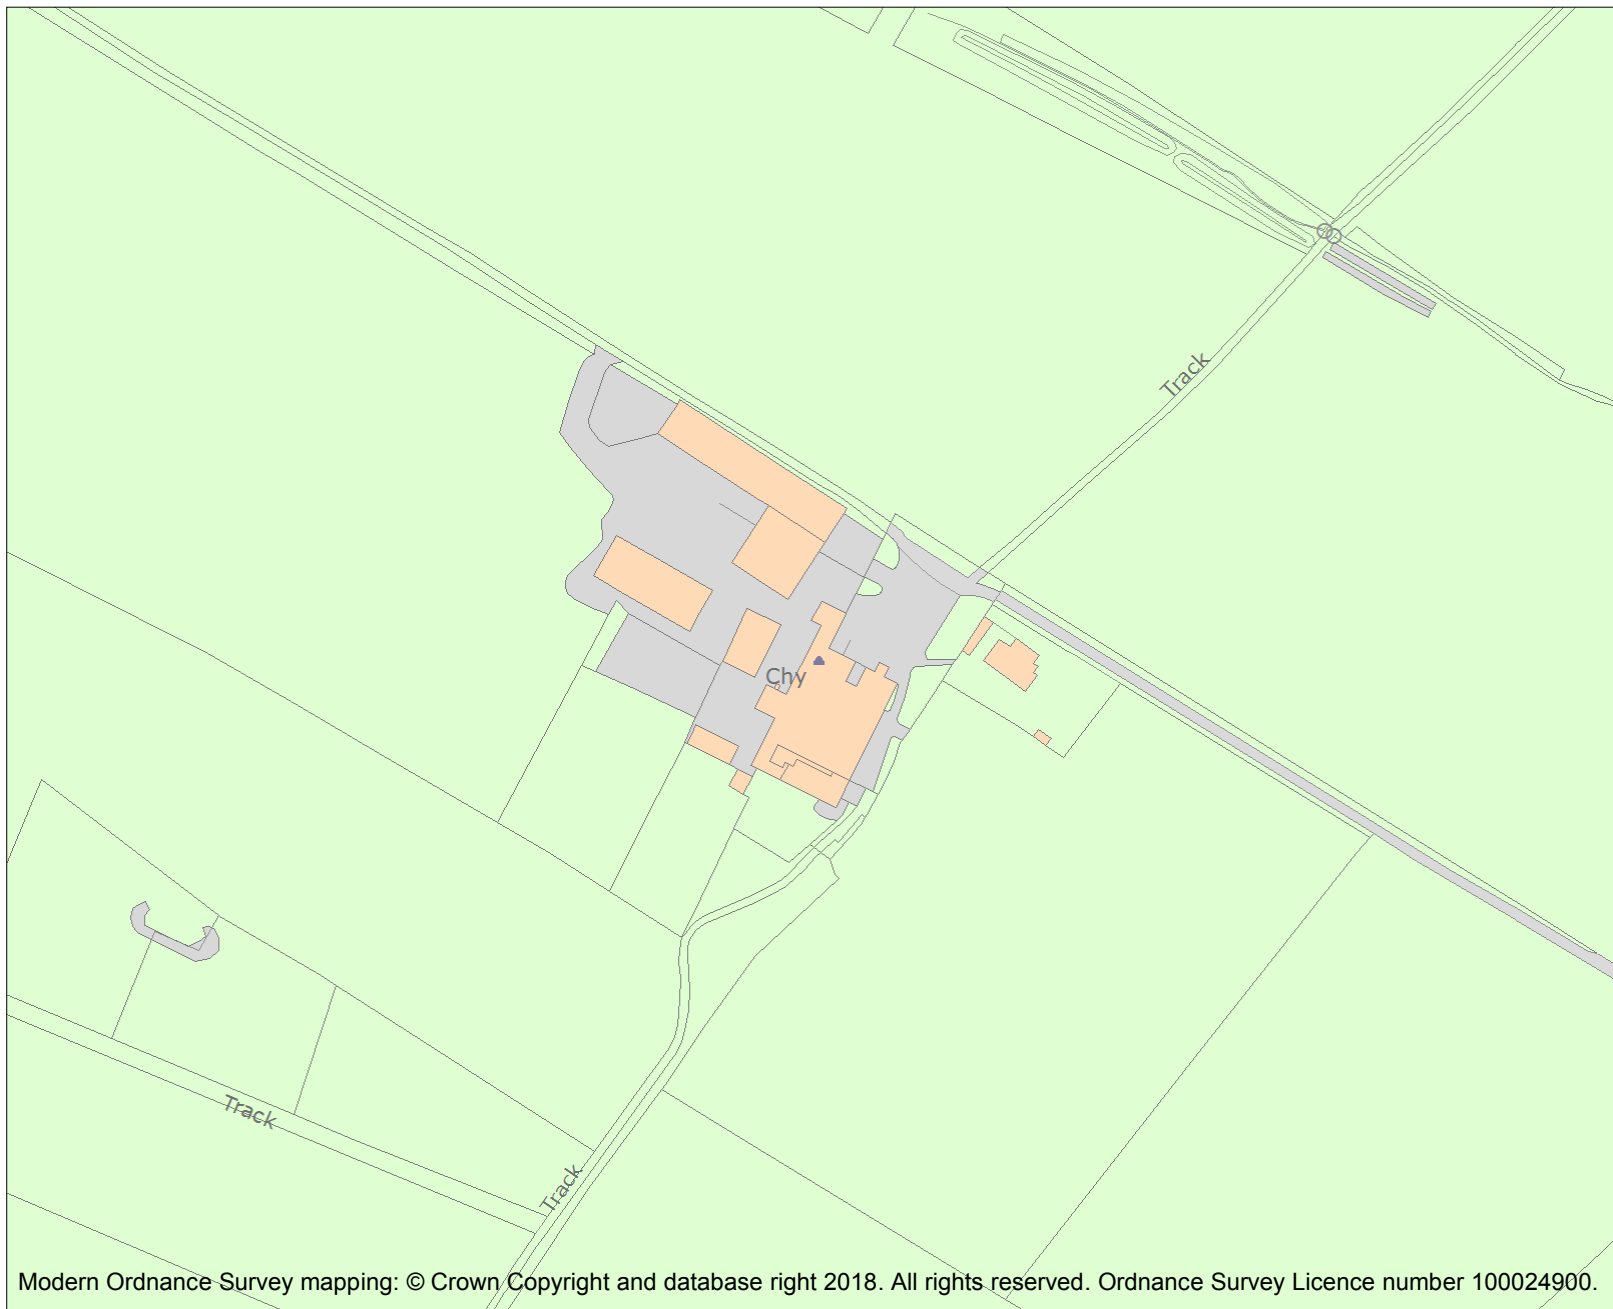 Track
Chy
Track
Track
Modern Ordnance Survey mapping: © Crown Copyright and database right 2018. All rights reserved. Ordnance Survey Licence number 100024900.